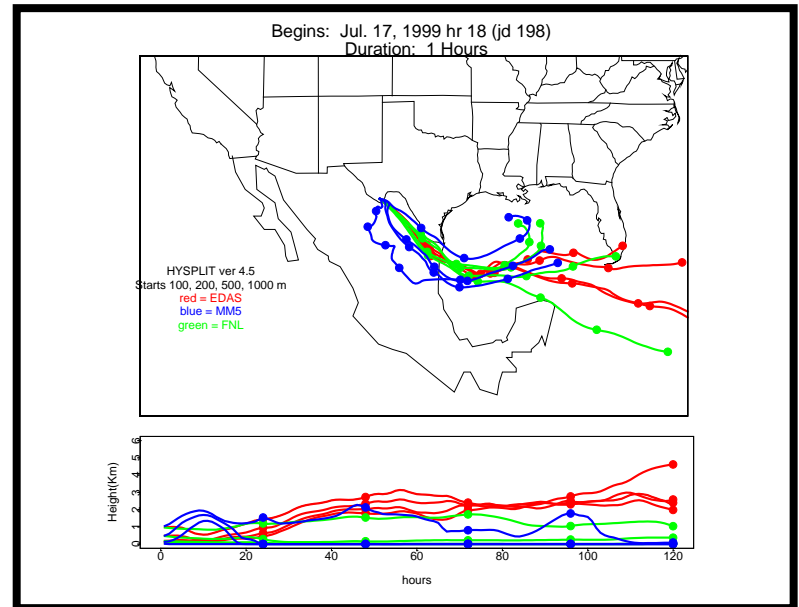 Begins: Jul. 17, 1999 hr 18 (jd 198)
Duration: 1 Hours
HYSPLIT ver 4.5
Starts 100, 200, 500, 1000 m
red = EDAS
blue = MM5
green = FNL
Height(Km)
0 1 2 3 4 5 6
0 20 40 60 80 100 120
hours